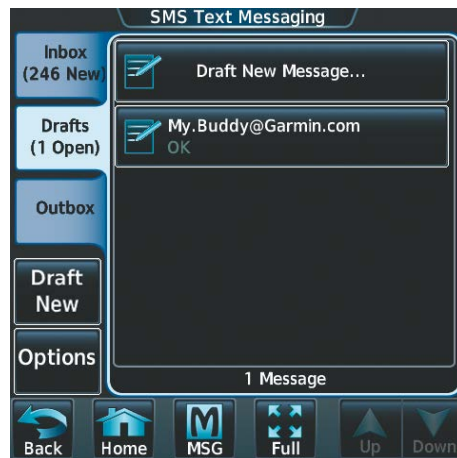 SMS Text Messaging
Inbox
(246 New)
Draft New Message...
Drafts
(1 Open)
My.Buddy@Garmin.com
OK
Outbox
Draft
New
Options
1 Message
Back
Home
MSG
Full
Up
Down